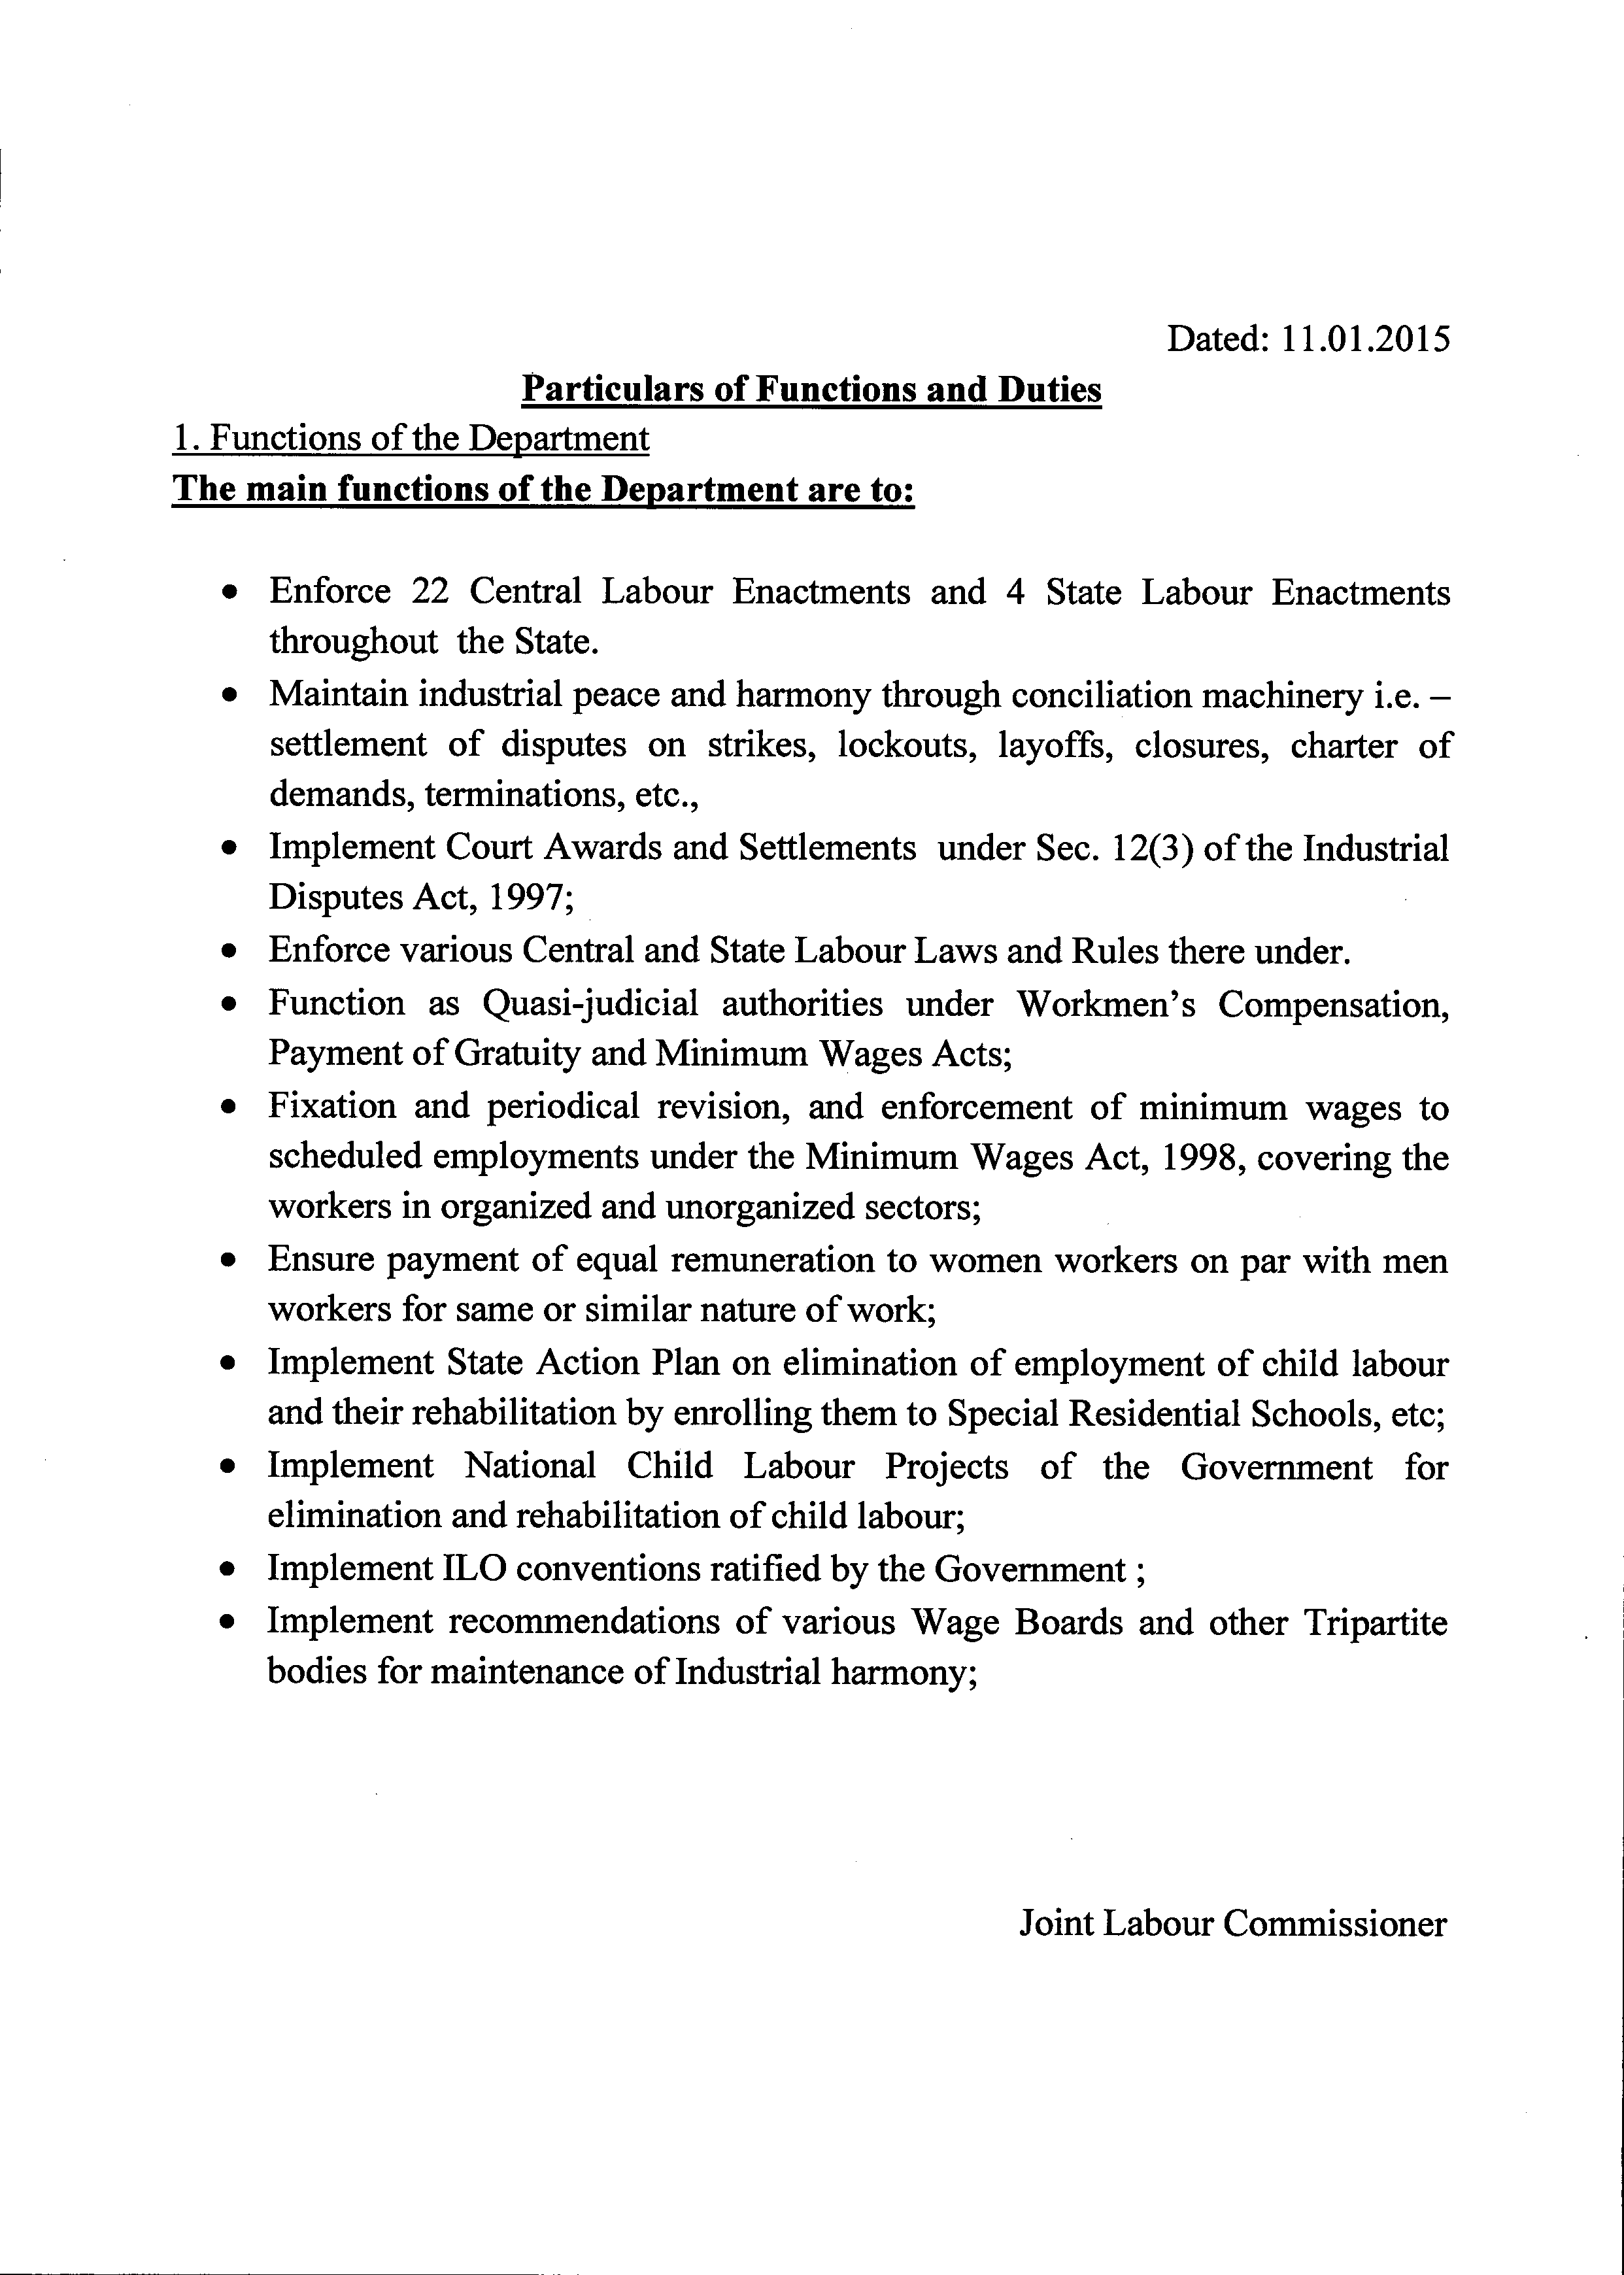 Dated: 11.01.2015
Particulars of Functions and Duties
1. Functions of the Department
The main functions of the Department are to:
• Enforce 22 Central Labour Enactments and 4 State Labour Enactments
throughout the State.
• Maintain industrial peace and harmony through conciliation machinery i.e. –
settlement of disputes on strikes, lockouts, layoffs, closures, charter of
demands, terminations, etc.,
• Implement Court Awards and Settlements under Sec. 12(3) of the Industrial
Disputes Act, 1997;
• Enforce various Central and State Labour Laws and Rules there under.
• Function as Quasi-judicial authorities under Workmen’s Compensation,
Payment of Gratuity and Minimum Wages Acts;
• Fixation and periodical revision, and enforcement of minimum wages to
scheduled employments under the Minimum Wages Act, 1998, covering the
workers in organized and unorganized sectors;
• Ensure payment of equal remuneration to women workers on par with men
workers for same or similar nature of work;
• Implement State Action Plan on elimination of employment of child labour
and their rehabilitation by enrolling them to Special Residential Schools, etc;
• Implement National Child Labour Projects of the Government for
elimination and rehabilitation of child labour;
• Implement ILO conventions ratified by the Government ;
• Implement recommendations of various Wage Boards and other Tripartite
bodies for maintenance of Industrial harmony;
Joint Labour Commissioner